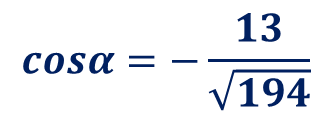 cosα = − 13/√194